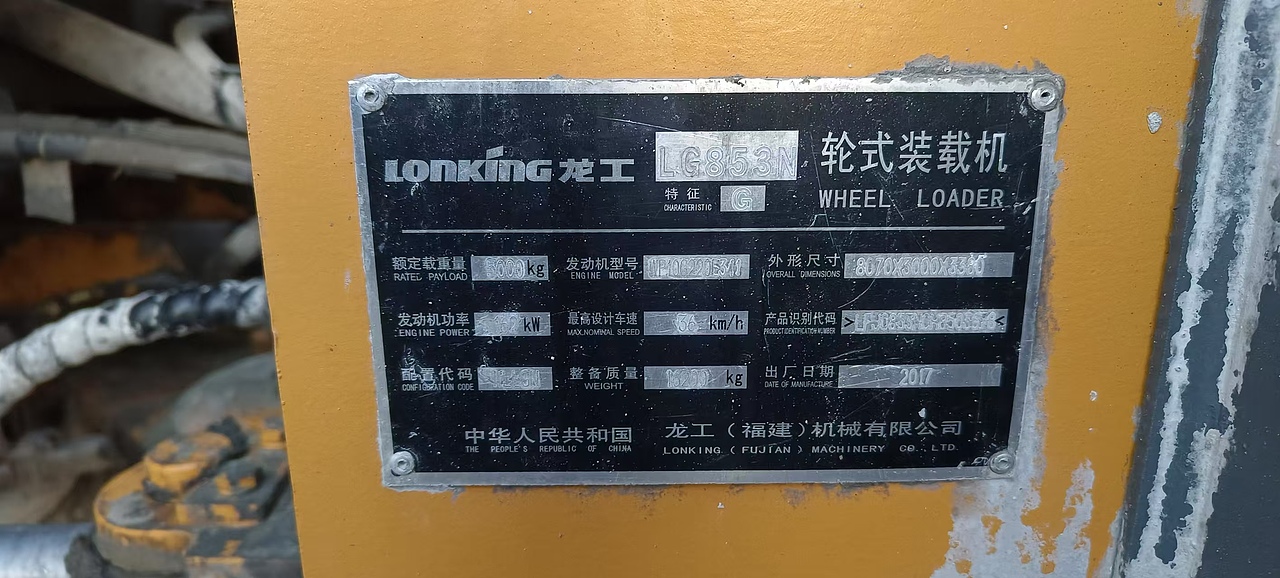 LONKING 龙工 LG853N 轮式装载机
特征 G
CHARACTERISTIC
WHEEL LOADER
额定载重量 kg
RATED PAYLOAD
发动机型号
ENGINE MODEL
外形尺寸
OVERALL DIMENSIONS
发动机功率 kW
ENGINE POWER
最高设计车速 36 km/h
MAX.NOMINAL SPEED
产品识别代码 > <
PRODUCT IDENTIFICATION NUMBER
配置代码
CONFIGURATION CODE
整备质量 kg
WEIGHT
出厂日期 2017
DATE OF MANUFACTURE
中华人民共和国 龙工（福建）机械有限公司
THE PEOPLE'S REPUBLIC OF CHINA LONKING ( FUJIAN ) MACHINERY CO., LTD.